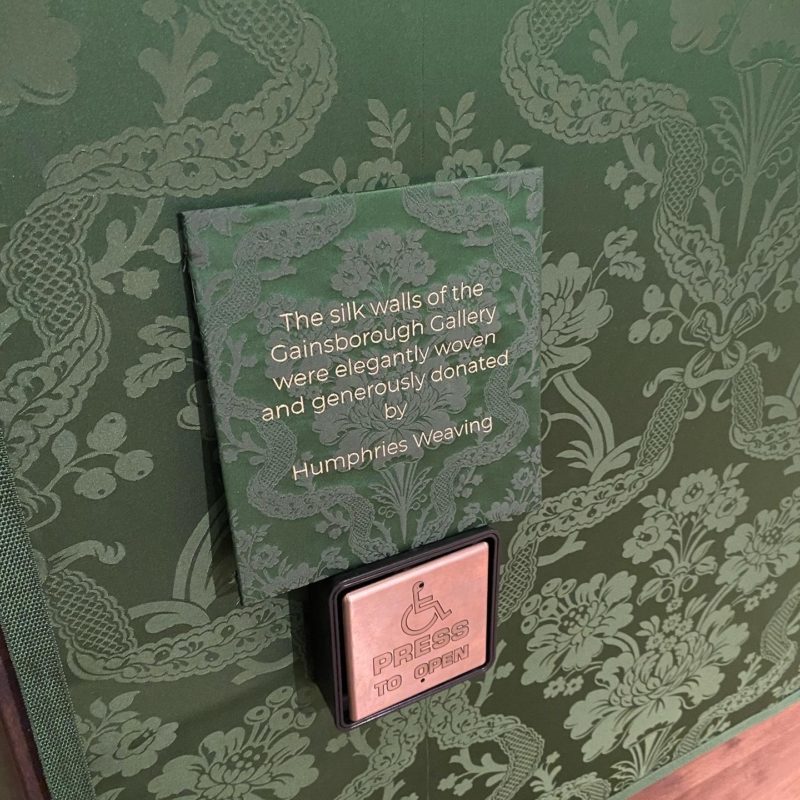 The silk walls of the
Gainsborough Gallery
were elegantly woven
and generously donated
by
Humphries Weaving
PRESS
TO OPEN